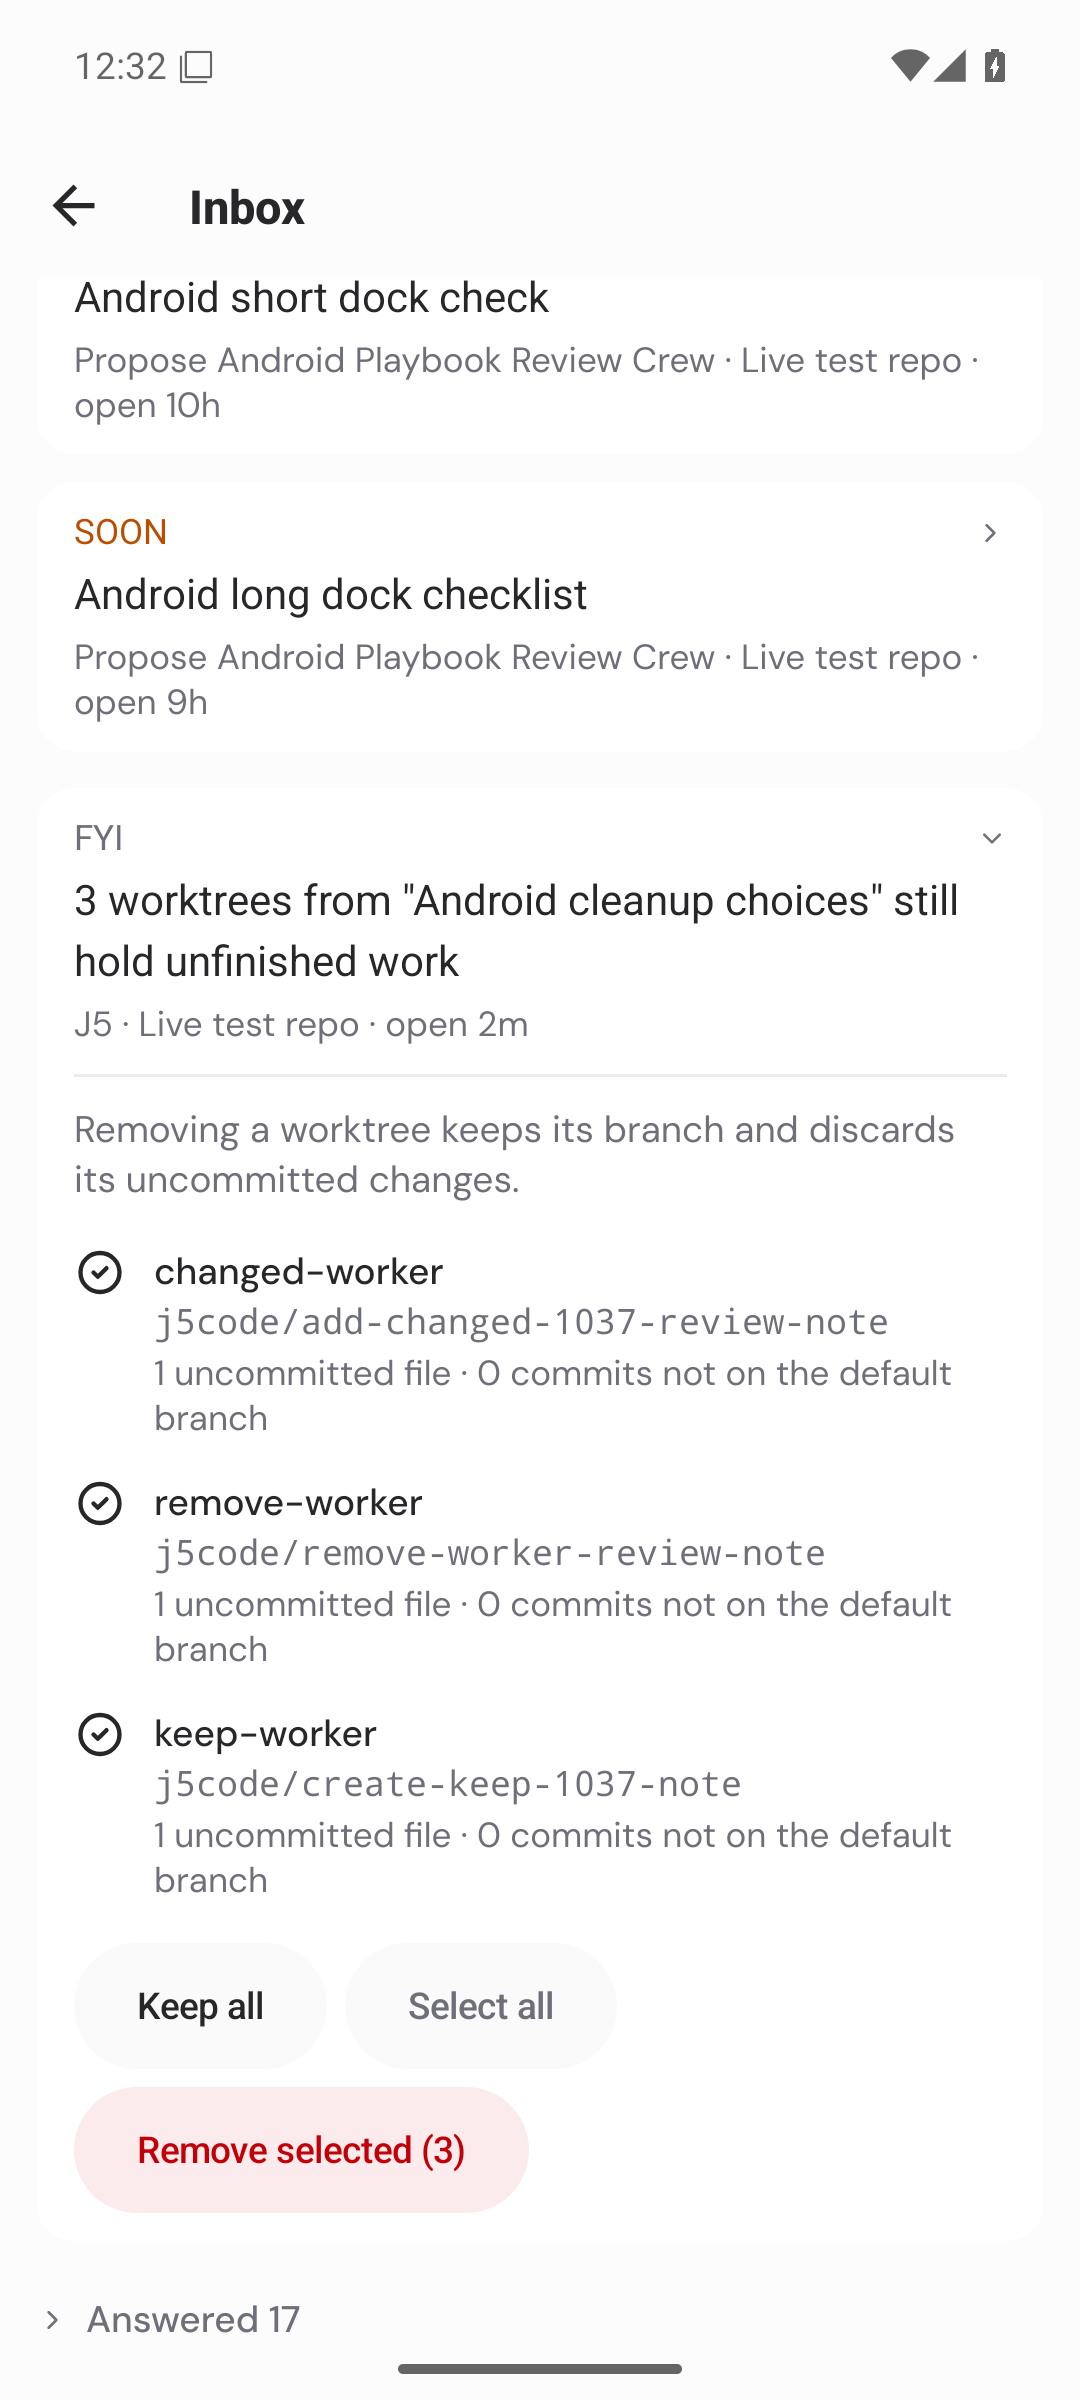 12:32
Inbox
Android short dock check
Propose Android Playbook Review Crew · Live test repo ·
open 10h
SOON
Android long dock checklist
Propose Android Playbook Review Crew · Live test repo ·
open 9h
FYI
3 worktrees from "Android cleanup choices" still
hold unfinished work
J5 · Live test repo · open 2m
Removing a worktree keeps its branch and discards
its uncommitted changes.
changed-worker
j5code/add-changed-1037-review-note
1 uncommitted file · 0 commits not on the default
branch
remove-worker
j5code/remove-worker-review-note
1 uncommitted file · 0 commits not on the default
branch
keep-worker
j5code/create-keep-1037-note
1 uncommitted file · 0 commits not on the default
branch
Keep all
Select all
Remove selected (3)
Answered 17